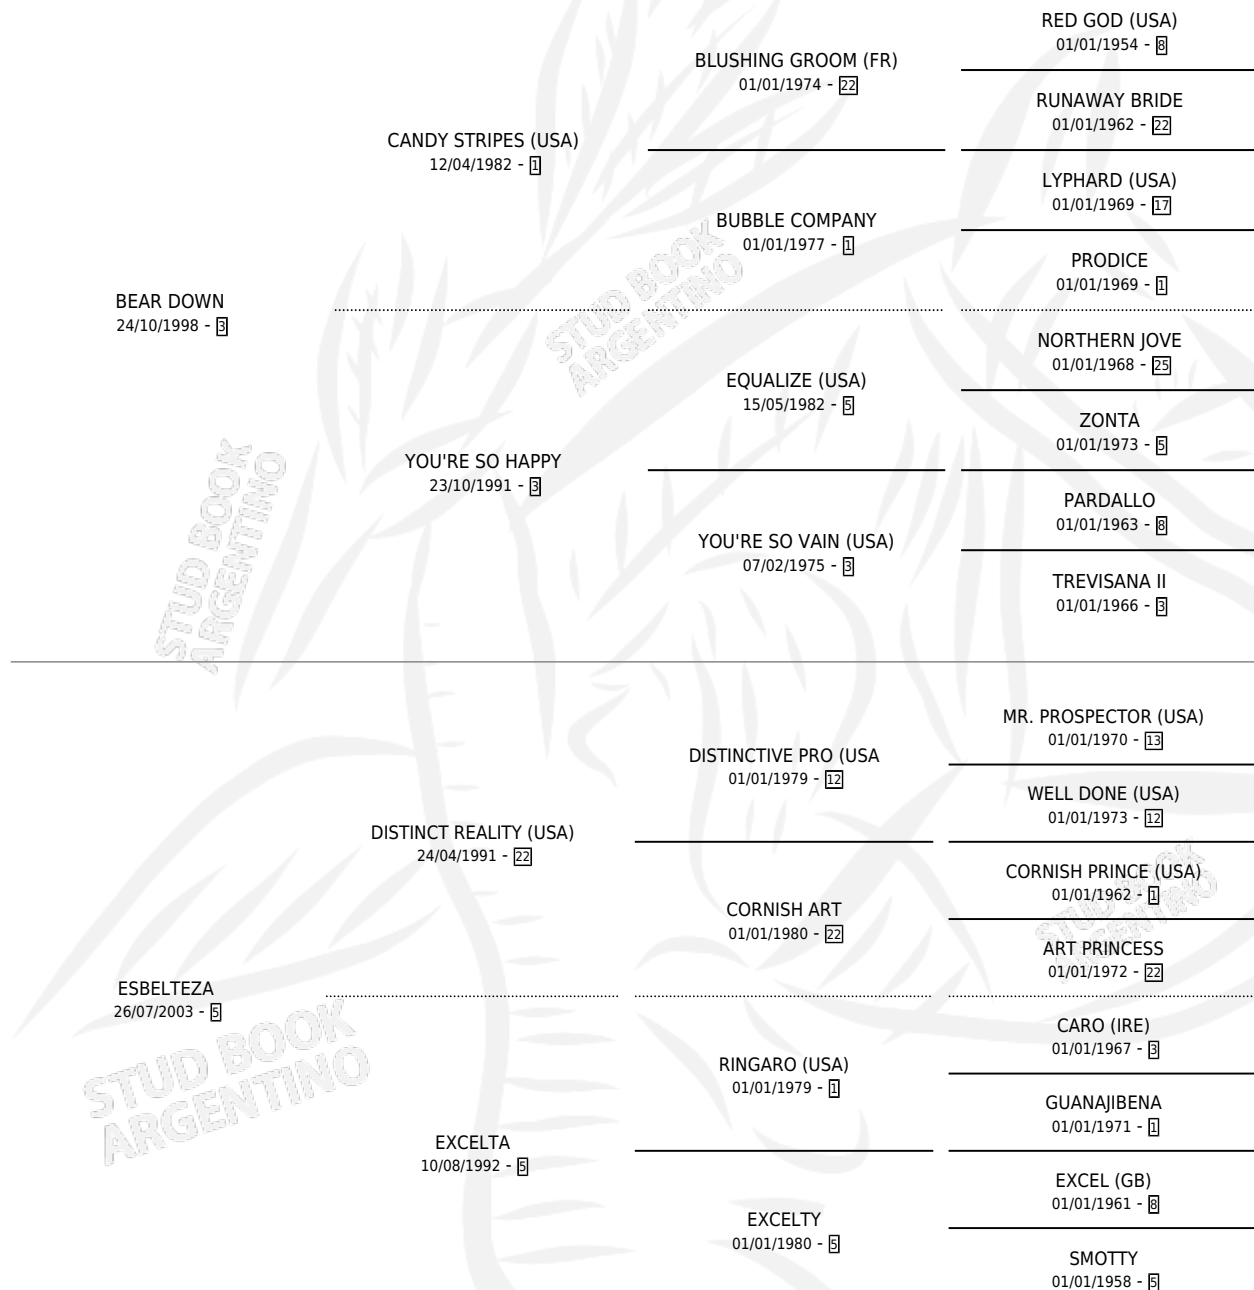 RED GOD (USA)
01/01/1954 - 8
BLUSHING GROOM (FR)
01/01/1974 - 22
RUNAWAY BRIDE
01/01/1962 - 22
CANDY STRIPES (USA)
12/04/1982 - 1
LYPHARD (USA)
01/01/1969 - 17
BUBBLE COMPANY
01/01/1977 - 1
PRODICE
01/01/1969 - 1
BEAR DOWN
24/10/1998 - 3
NORTHERN JOVE
01/01/1968 - 25
EQUALIZE (USA)
15/05/1982 - 5
ZONTA
01/01/1973 - 5
YOU'RE SO HAPPY
23/10/1991 - 3
PARDALLO
01/01/1963 - 8
YOU'RE SO VAIN (USA)
07/02/1975 - 3
TREVISANA II
01/01/1966 - 3
STUD BOOK
ARGENTINO
STUD BOOK
ARGENTINO
MR. PROSPECTOR (USA)
01/01/1970 - 13
DISTINCTIVE PRO (USA
01/01/1979 - 12
WELL DONE (USA)
01/01/1973 - 12
DISTINCT REALITY (USA)
24/04/1991 - 22
CORNISH PRINCE (USA)
01/01/1962 - 1
CORNISH ART
01/01/1980 - 22
ART PRINCESS
01/01/1972 - 22
STUD BOOK
ARGENTINO
ESBELTEZA
26/07/2003 - 5
CARO (IRE)
01/01/1967 - 3
RINGARO (USA)
01/01/1979 - 1
GUANAJIBENA
01/01/1971 - 1
EXCELTA
10/08/1992 - 5
EXCEL (GB)
01/01/1961 - 8
EXCELTY
01/01/1980 - 5
SMOTTY
01/01/1958 - 5
STUD BOOK
ARGENTINO